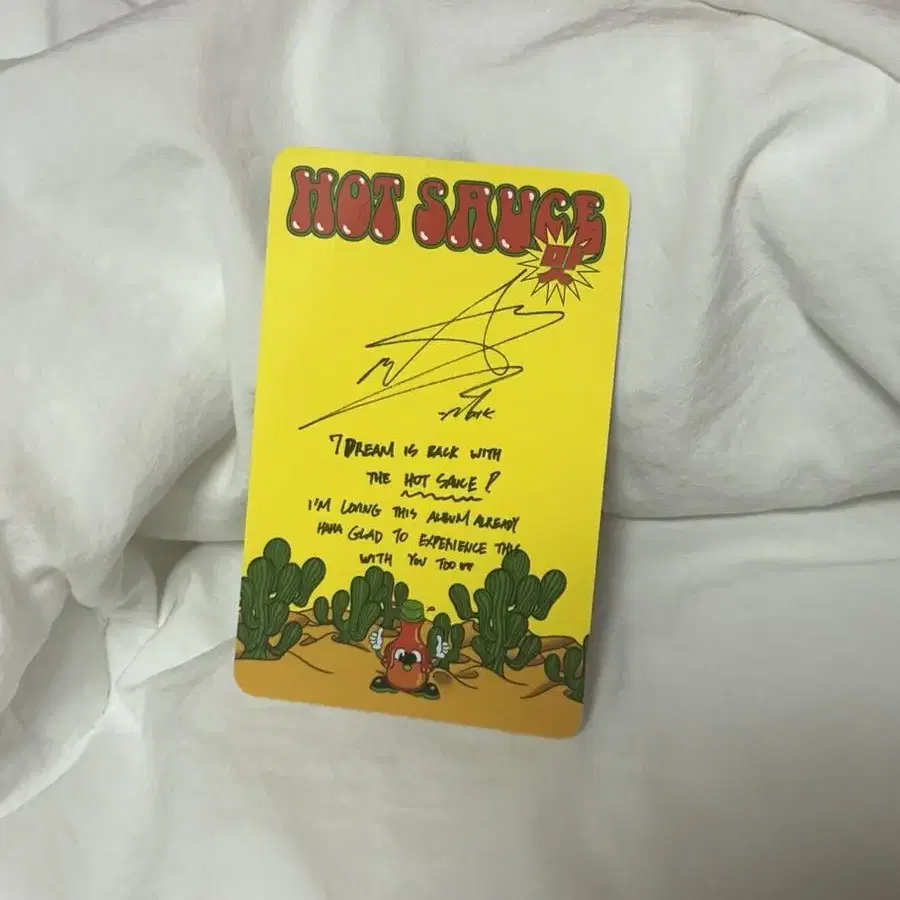 HOT SAUCE
맛
-Mark
7DREAM IS BACK WITH
THE HOT SAUCE!
I'M LOVING THIS ALBUM ALREADY
HAHA GLAD TO EXPERIENCE THIS
WITH YOU TOO ♥♥